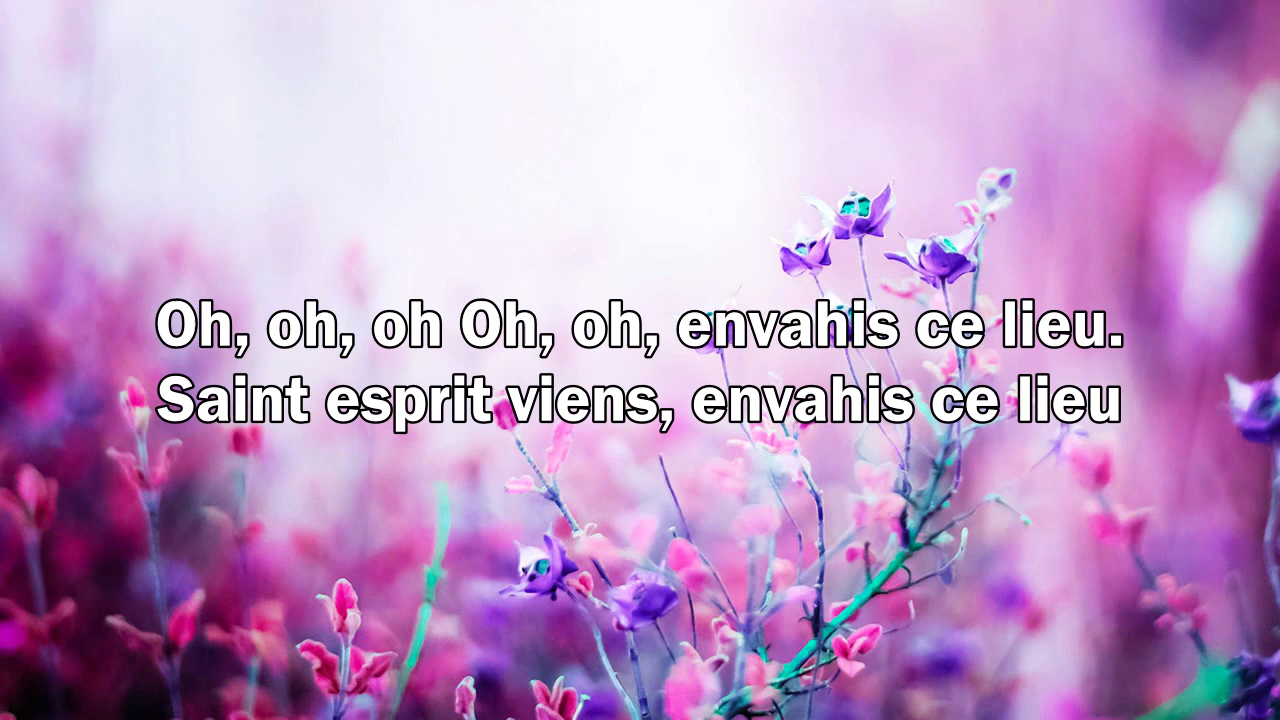 Oh, oh, oh Oh, oh, envahis ce lieu.
Saint esprit viens, envahis ce lieu